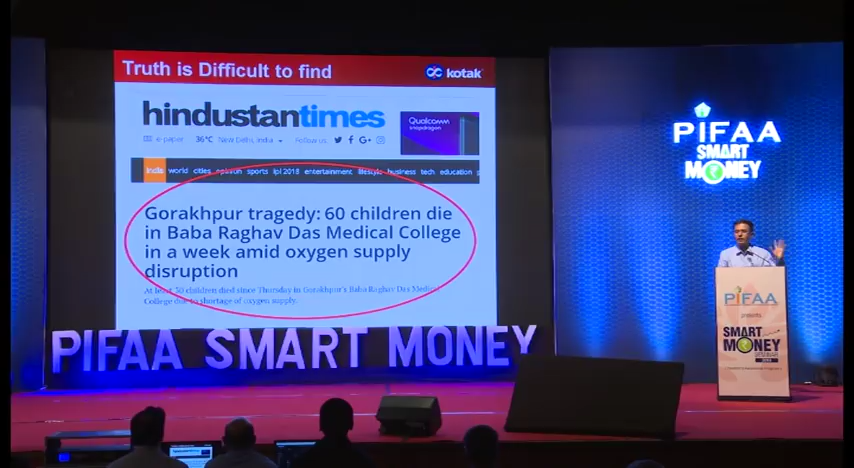 Truth is Difficult to find
kotak
hindustantimes
Qualcomm
snapdragon
e-paper 36°C New Delhi, India Follow us
india world cities opinion sports ipl 2018 entertainment lifestyle business tech education
Gorakhpur tragedy: 60 children die
in Baba Raghav Das Medical College
in a week amid oxygen supply
disruption
At least 30 children died since Thursday in Gorakhpur's Baba Raghav Das Medical
College due to shortage of oxygen supply.
PIFAA SMART MONEY
PIFAA
SMART
MONEY
PIFAA
presents
SMART
MONEY